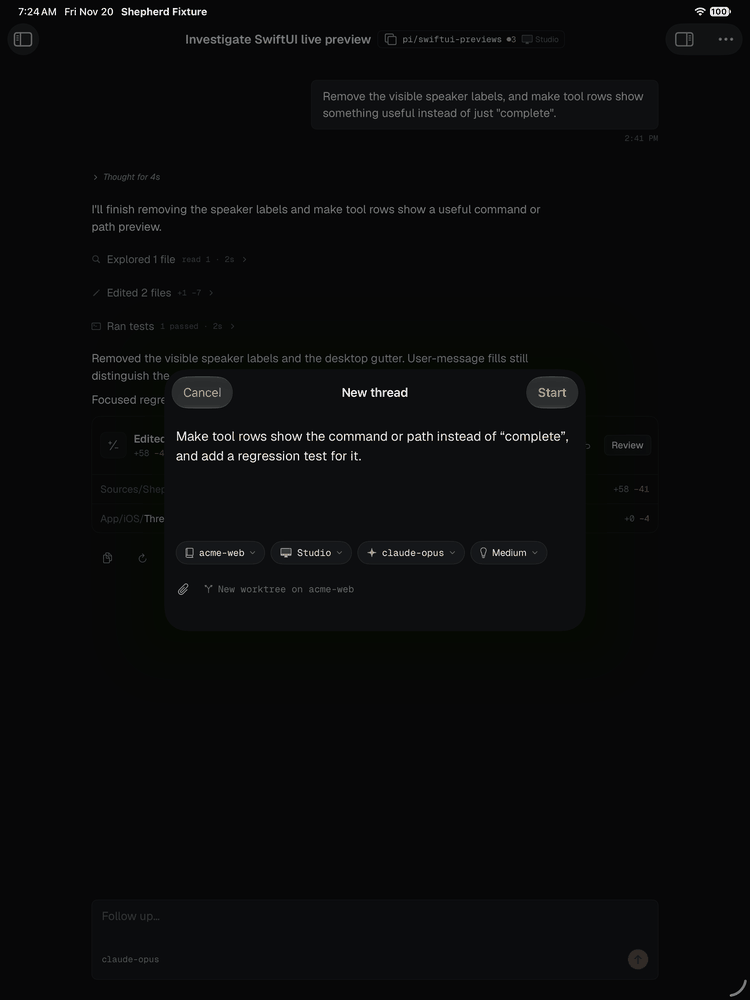 7:24 AM Fri Nov 20 Shepherd Fixture
100
Investigate SwiftUI live preview
pi/swiftui-previews
3
Studio
Remove the visible speaker labels, and make tool rows show
something useful instead of just "complete".
2:41 PM
Thought for 4s
I'll finish removing the speaker labels and make tool rows show a useful command or
path preview.
Explored 1 file read 1 · 2s
Edited 2 files +1 −7
Ran tests 1 passed · 2s
Removed the visible speaker labels and the desktop gutter. User-message fills still
distinguish the
Focused regre
Cancel
New thread
Start
Make tool rows show the command or path instead of “complete”,
and add a regression test for it.
Edited
+58 −4
Review
Sources/Shep
+58 −41
App/iOS/Thre
+0 −4
acme-web
Studio
claude-opus
Medium
New worktree on acme-web
Follow up…
claude-opus